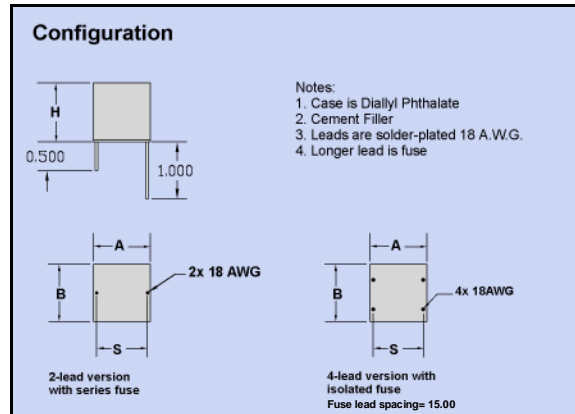 Configuration
H
0.500
1.000
Notes:
1. Case is Diallyl Phthalate
2. Cement Filler
3. Leads are solder-plated 18 A.W.G.
4. Longer lead is fuse
A
B
2x 18 AWG
S
2-lead version
with series fuse
A
B
4x 18AWG
S
4-lead version with
isolated fuse
Fuse lead spacing= 15.00